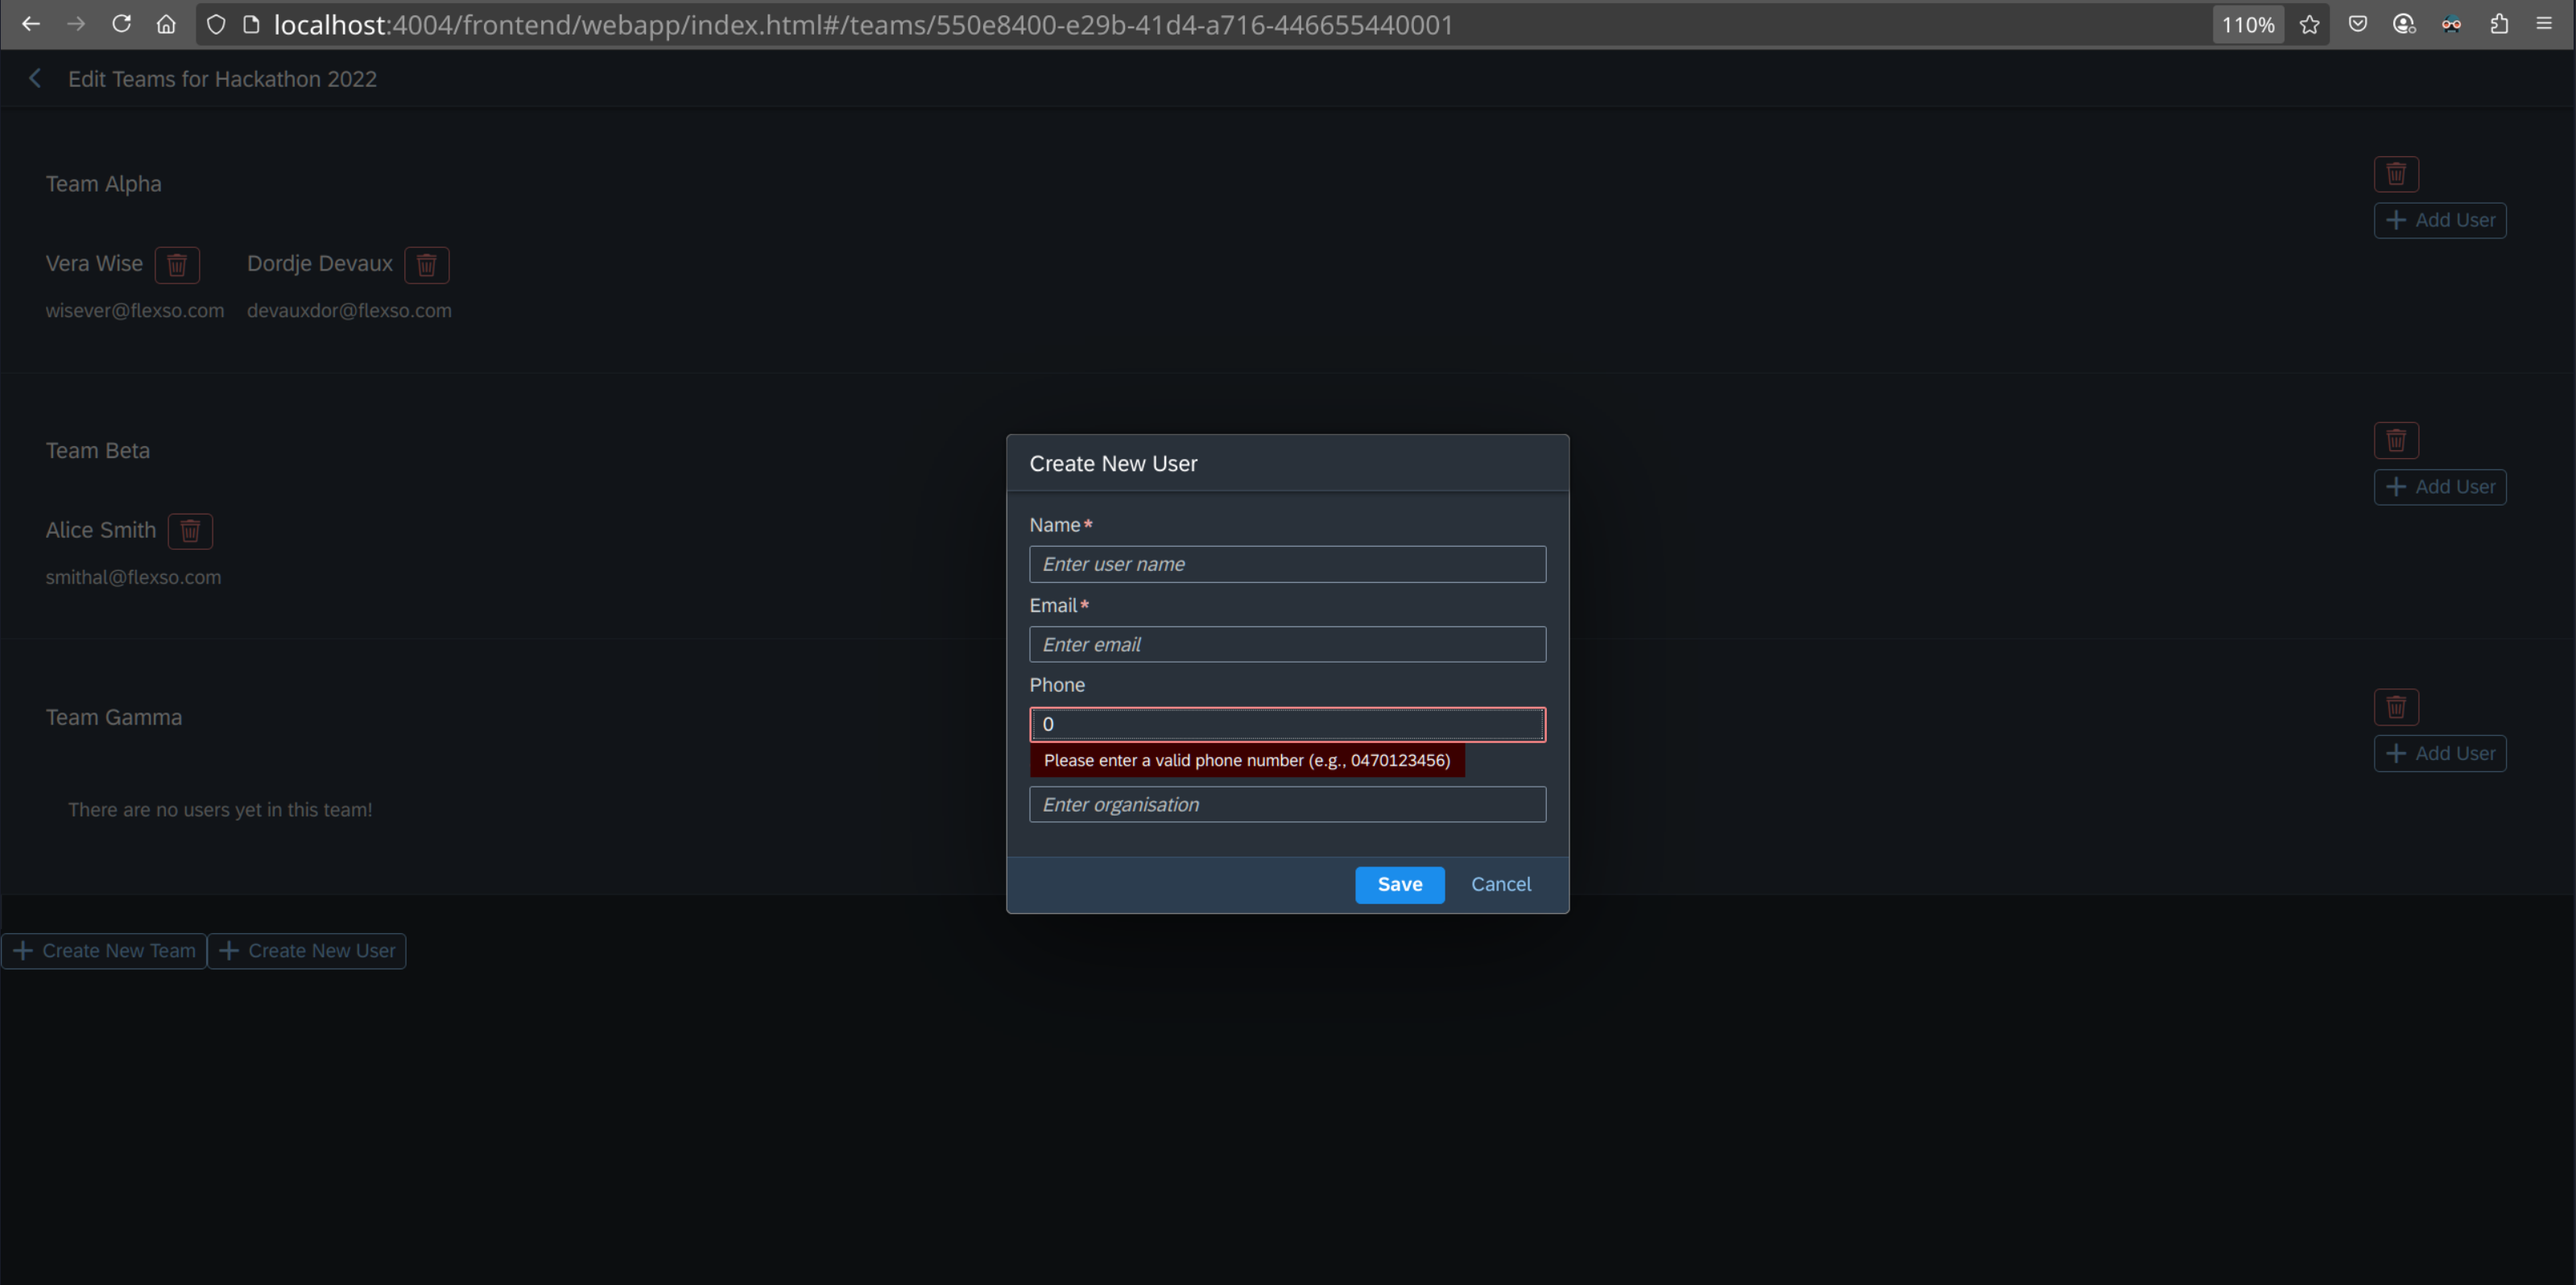 localhost:4004/frontend/webapp/index.html#/teams/550e8400-e29b-41d4-a716-446655440001
110%
Edit Teams for Hackathon 2022
Team Alpha
Add User
Vera Wise
Dordje Devaux
wisever@flexso.com
devauxdor@flexso.com
Team Beta
Add User
Alice Smith
smithal@flexso.com
Team Gamma
Add User
There are no users yet in this team!
Create New Team
Create New User
Create New User
Name*
Enter user name
Email*
Enter email
Phone
0
Please enter a valid phone number (e.g., 0470123456)
Enter organisation
Save
Cancel